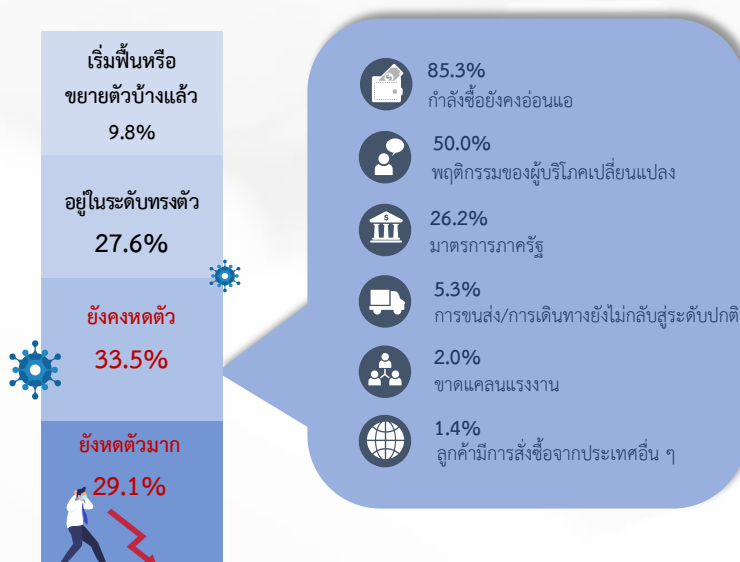 เริ่มฟื้นหรือ
ขยายตัวบ้างแล้ว
9.8%
อยู่ในระดับทรงตัว
27.6%
ยังคงหดตัว
33.5%
ยังหดตัวมาก
29.1%
85.3%
กำลังซื้อยังคงอ่อนแอ
50.0%
พฤติกรรมของผู้บริโภคเปลี่ยนแปลง
26.2%
มาตรการภาครัฐ
5.3%
การขนส่ง/การเดินทางยังไม่กลับสู่ระดับปกติ
2.0%
ขาดแคลนแรงงาน
1.4%
ลูกค้ามีการสั่งซื้อจากประเทศอื่น ๆ